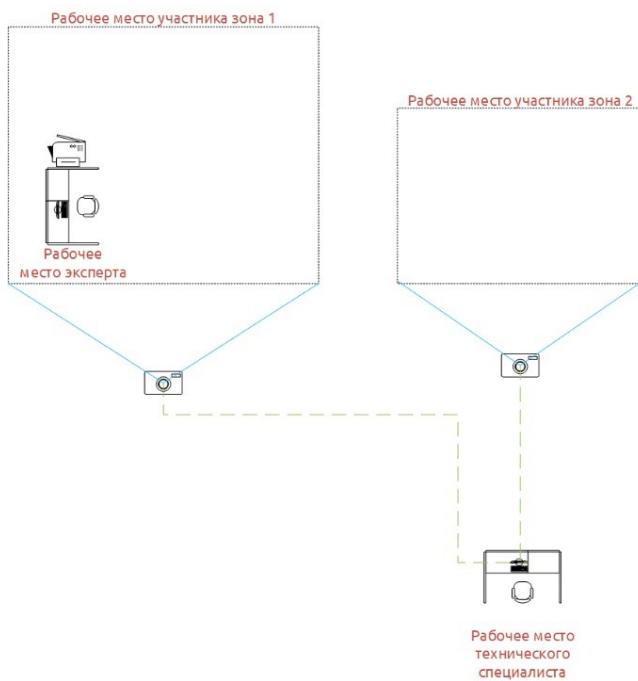 Рабочее место участника зона 1
Рабочее место участника зона 2
Рабочее
место эксперта
Рабочее место
технического
специалиста